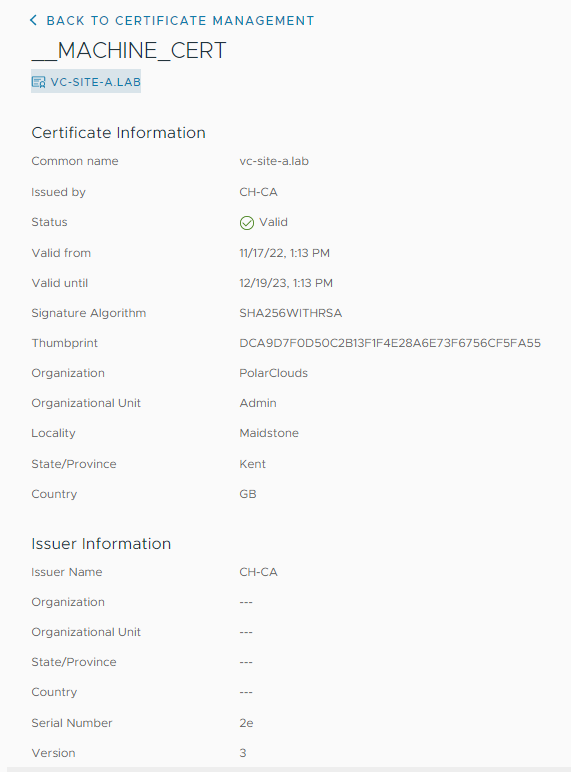 BACK TO CERTIFICATE MANAGEMENT
__MACHINE_CERT
VC-SITE-A.LAB
Certificate Information
Common name vc-site-a.lab
Issued by CH-CA
Status Valid
Valid from 11/17/22, 1:13 PM
Valid until 12/19/23, 1:13 PM
Signature Algorithm SHA256WITHRSA
Thumbprint DCA9D7F0D50C2B13F1F4E28A6E73F6756CF5FA55
Organization PolarClouds
Organizational Unit Admin
Locality Maidstone
State/Province Kent
Country GB
Issuer Information
Issuer Name CH-CA
Organization ---
Organizational Unit ---
State/Province ---
Country ---
Serial Number 2e
Version 3